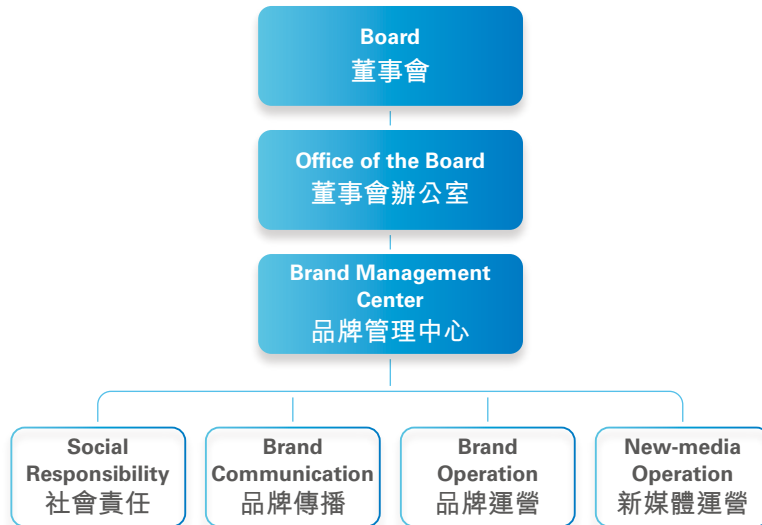 Board
董事會
Office of the Board
董事會辦公室
Brand Management
Center
品牌管理中心
Social
Responsibility
社會責任
Brand
Communication
品牌傳播
Brand
Operation
品牌運營
New-media
Operation
新媒體運營